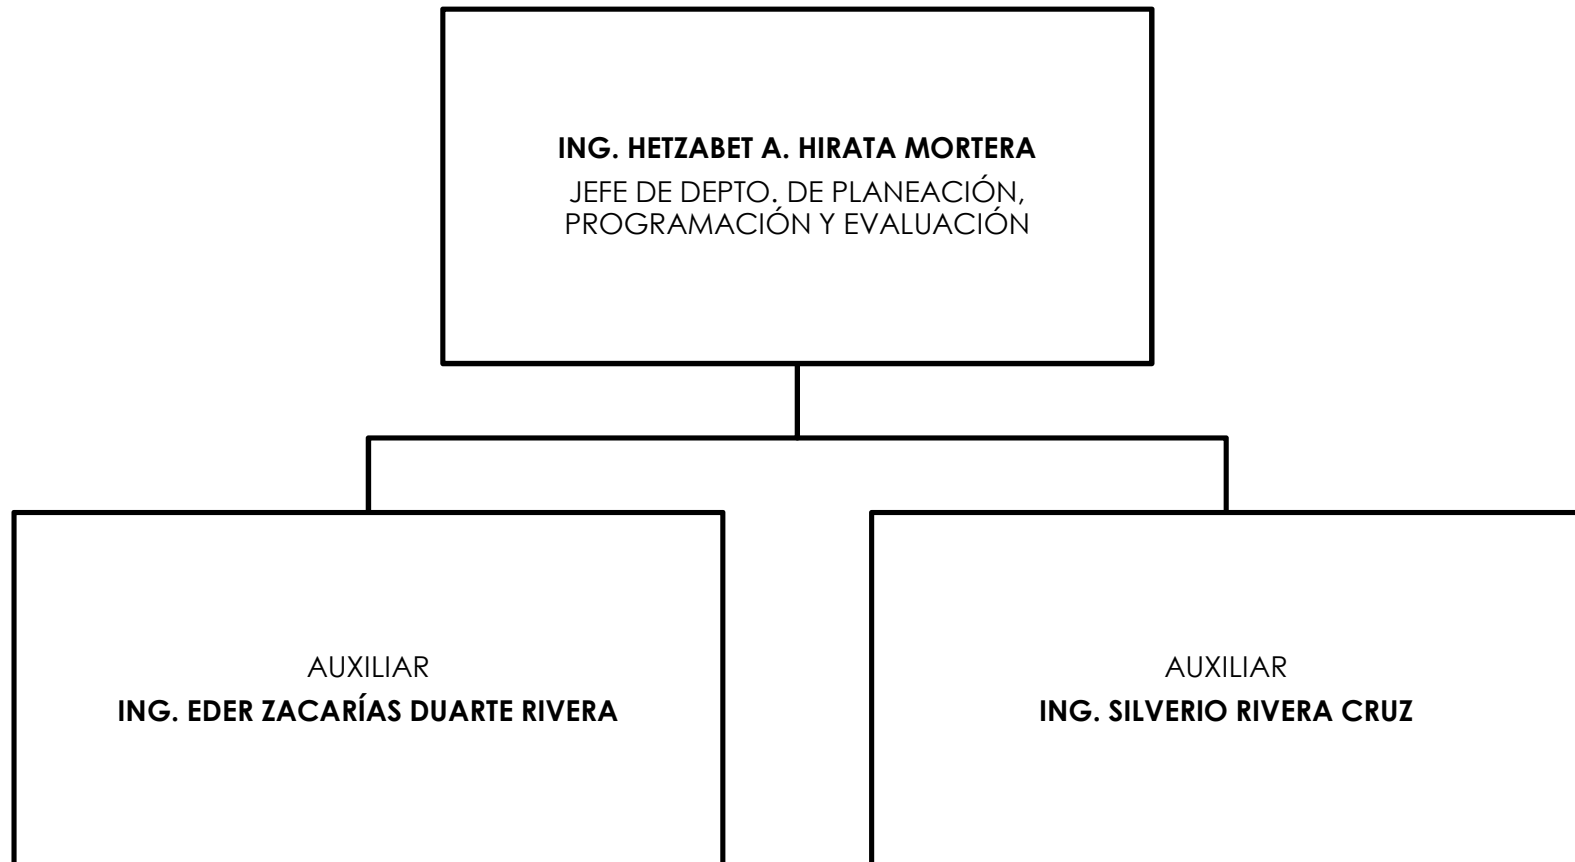 ING. HETZABET A. HIRATA MORTERA
JEFE DE DEPTO. DE PLANEACIÓN,
PROGRAMACIÓN Y EVALUACIÓN
AUXILIAR
ING. EDER ZACARÍAS DUARTE RIVERA
AUXILIAR
ING. SILVERIO RIVERA CRUZ